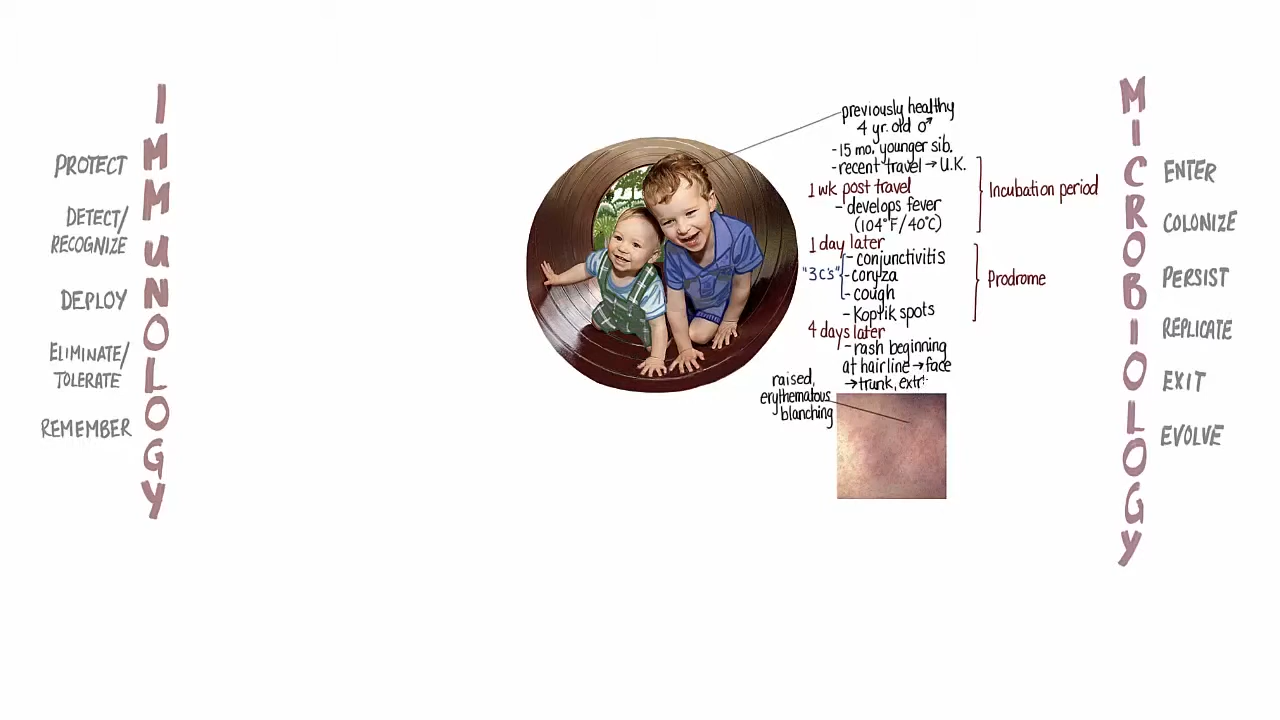 IMMUNOLOGY
PROTECT
DETECT/
RECOGNIZE
DEPLOY
ELIMINATE/
TOLERATE
REMEMBER
previously healthy
4 yr. old ♂
-15 mo. younger sib.
-recent travel → U.K.
1 wk post travel
- develops fever
(104°F/40°C)
Incubation period
1 day later
- conjunctivitis
"3 C's" - coryza
- cough
- Koplik spots
Prodrome
4 days later
- rash beginning
at hairline → face
→ trunk, extr
raised,
erythematous
blanching
MICROBIOLOGY
ENTER
COLONIZE
PERSIST
REPLICATE
EXIT
EVOLVE